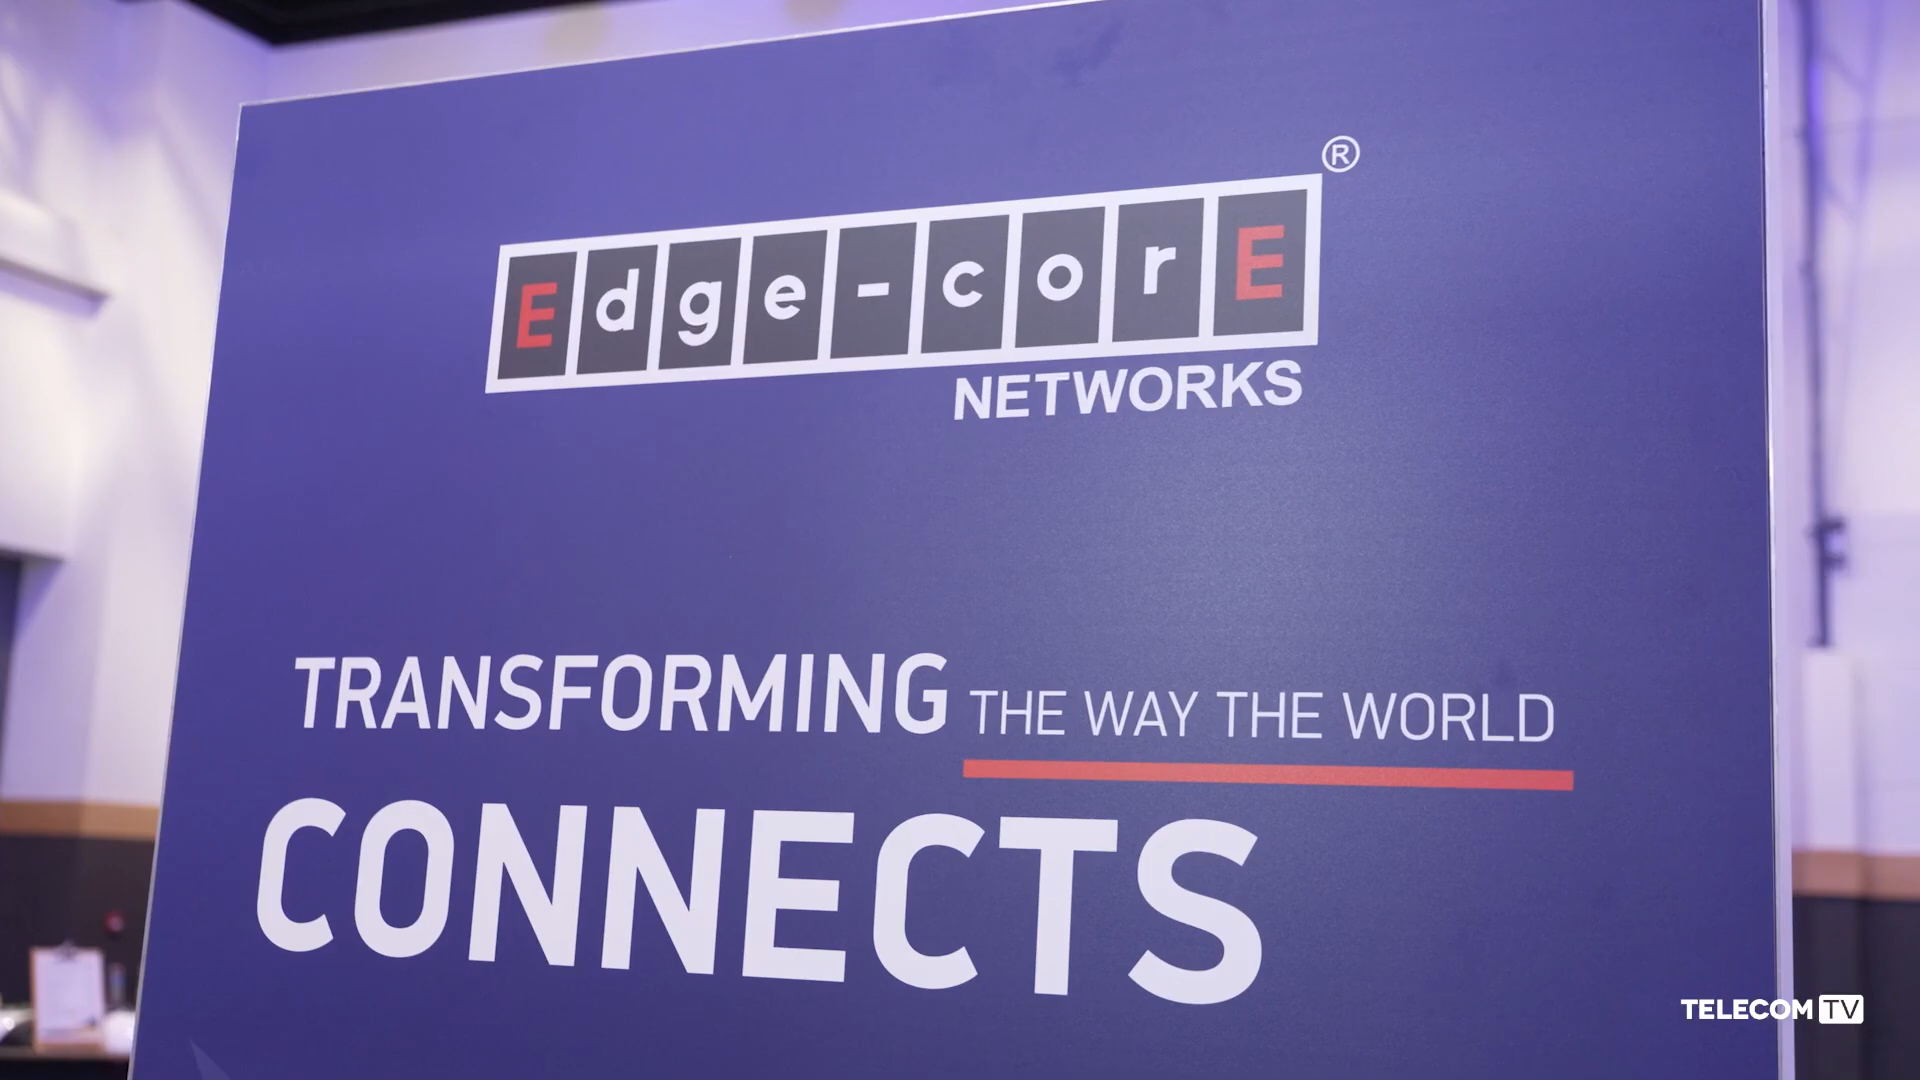 Edge-corE®
NETWORKS
TRANSFORMING THE WAY THE WORLD
CONNECTS
TELECOM TV